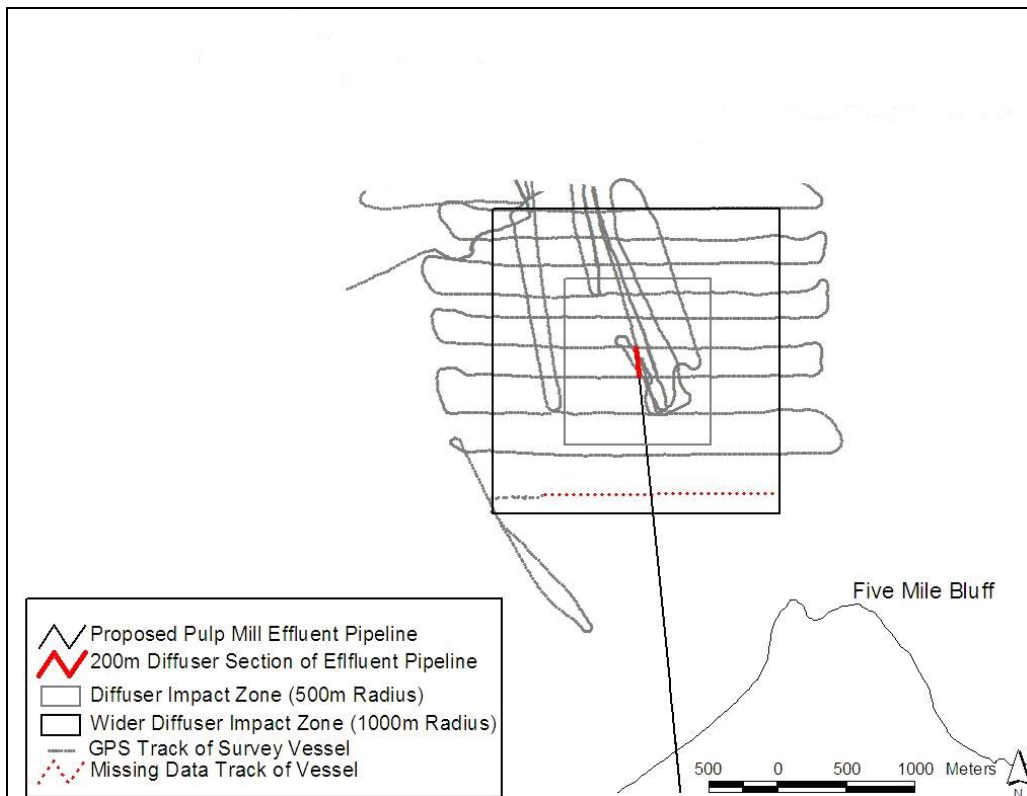 Five Mile Bluff
Proposed Pulp Mill Effluent Pipeline
200m Diffuser Section of Eflfluent Pipeline
Diffuser Impact Zone (500m Radius)
Wider Diffuser Impact Zone (1000m Radius)
GPS Track of Survey Vessel
Missing Data Track of Vessel
500 0 500 1000 Meters
N